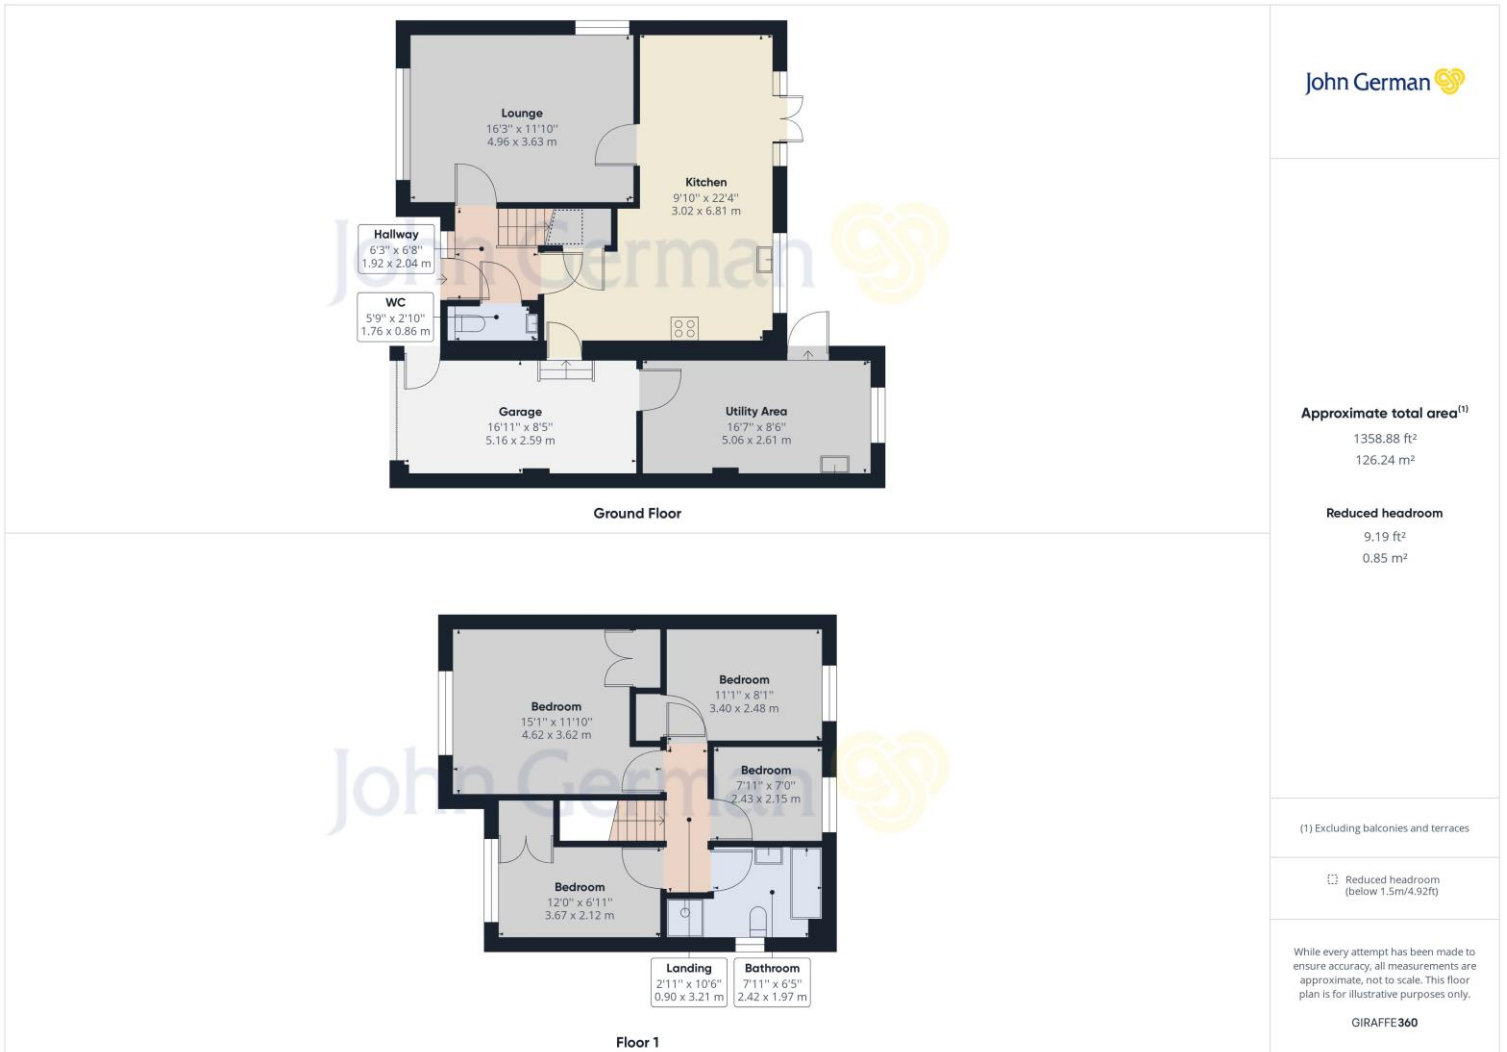 Lounge
16'3" x 11'10"
4.96 x 3.63 m
Kitchen
9'10" x 22'4"
3.02 x 6.81 m
Hallway
6'3" x 6'8"
1.92 x 2.04 m
WC
5'9" x 2'10"
1.76 x 0.86 m
John German
Garage
16'11" x 8'5"
5.16 x 2.59 m
Utility Area
16'7" x 8'6"
5.06 x 2.61 m
Ground Floor
Bedroom
15'1" x 11'10"
4.62 x 3.62 m
Bedroom
11'1" x 8'1"
3.40 x 2.48 m
Bedroom
7'11" x 7'0"
2.43 x 2.15 m
John German
Bedroom
12'0" x 6'11"
3.67 x 2.12 m
Landing
2'11" x 10'6"
0.90 x 3.21 m
Bathroom
7'11" x 6'5"
2.42 x 1.97 m
Floor 1
John German
Approximate total area(1)
1358.88 ft²
126.24 m²
Reduced headroom
9.19 ft²
0.85 m²
(1) Excluding balconies and terraces
Reduced headroom
(below 1.5m/4.92ft)
While every attempt has been made to
ensure accuracy, all measurements are
approximate, not to scale. This floor
plan is for illustrative purposes only.
GIRAFFE360